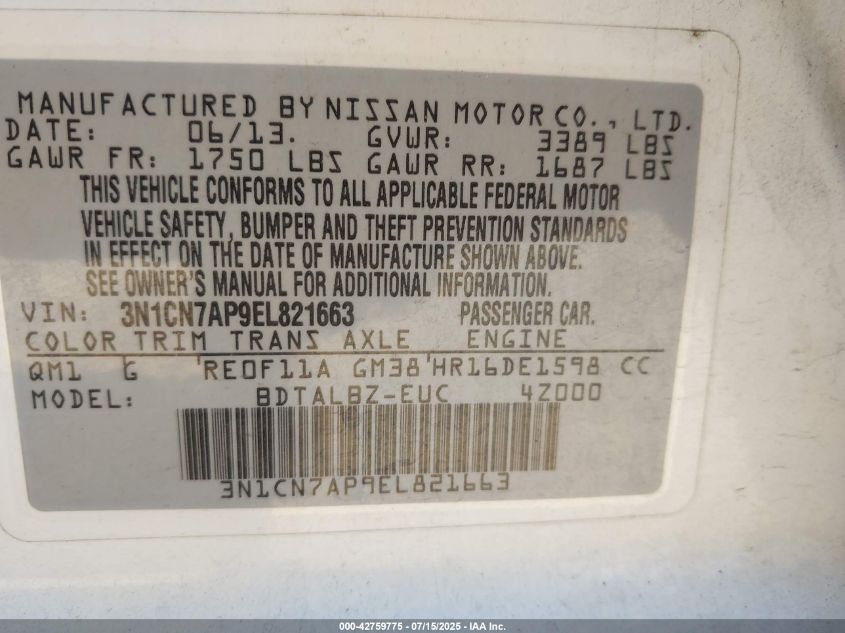 MANUFACTURED BY NISSAN MOTOR CO., LTD.
DATE: 06/13. GVWR: 3389 LBS
GAWR FR: 1750 LBS GAWR RR: 1687 LBS
THIS VEHICLE CONFORMS TO ALL APPLICABLE FEDERAL MOTOR
VEHICLE SAFETY, BUMPER AND THEFT PREVENTION STANDARDS
IN EFFECT ON THE DATE OF MANUFACTURE SHOWN ABOVE.
SEE OWNER'S MANUAL FOR ADDITIONAL INFORMATION.
VIN: 3N1CN7AP9EL821663 PASSENGER CAR.
COLOR TRIM TRANS AXLE ENGINE
QM1 G RE0F11A GM38 HR16DE1598 CC
MODEL: BDTALBZ-EUC 4Z000
3N1CN7AP9EL821663
000-42759775 - 07/15/2025 - IAA Inc.